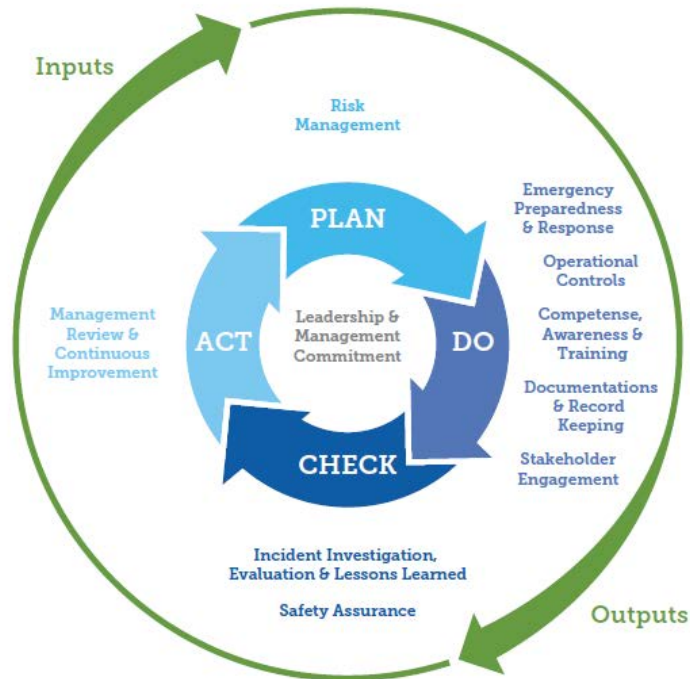 Inputs
Risk
Management
PLAN
Emergency
Preparedness
& Response
Operational
Controls
Competense,
Awareness &
Training
Documentations
& Record
Keeping
Stakeholder
Engagement
DO
Leadership &
Management
Commitment
ACT
Management
Review &
Continuous
Improvement
CHECK
Incident Investigation,
Evaluation & Lessons Learned
Safety Assurance
Outputs